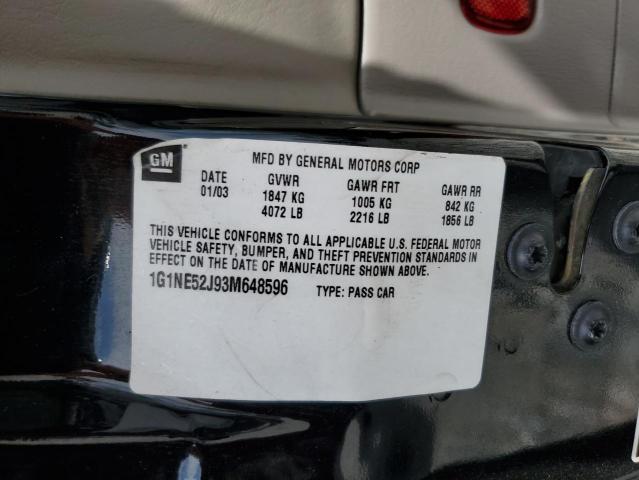 GM
MFD BY GENERAL MOTORS CORP
DATE GVWR GAWR FRT GAWR RR
01/03 1847 KG 1005 KG 842 KG
4072 LB 2216 LB 1856 LB
THIS VEHICLE CONFORMS TO ALL APPLICABLE U.S. FEDERAL MOTOR
VEHICLE SAFETY, BUMPER, AND THEFT PREVENTION STANDARDS IN
EFFECT ON THE DATE OF MANUFACTURE SHOWN ABOVE.
1G1NE52J93M648596 TYPE: PASS CAR